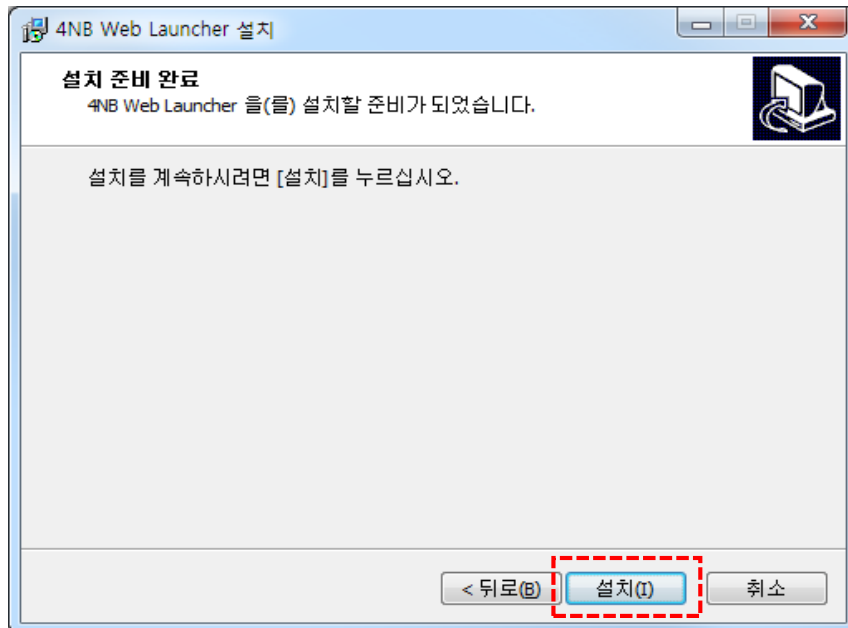 4NB Web Launcher 설치
설치 준비 완료
4NB Web Launcher 을(를) 설치할 준비가 되었습니다.
설치를 계속하시려면 [설치]를 누르십시오.
< 뒤로(B) 설치(I) 취소